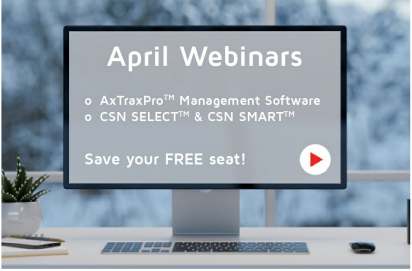 April Webinars
o AxTraxPro™ Management Software
o CSN SELECT™ & CSN SMART™
Save your FREE seat!